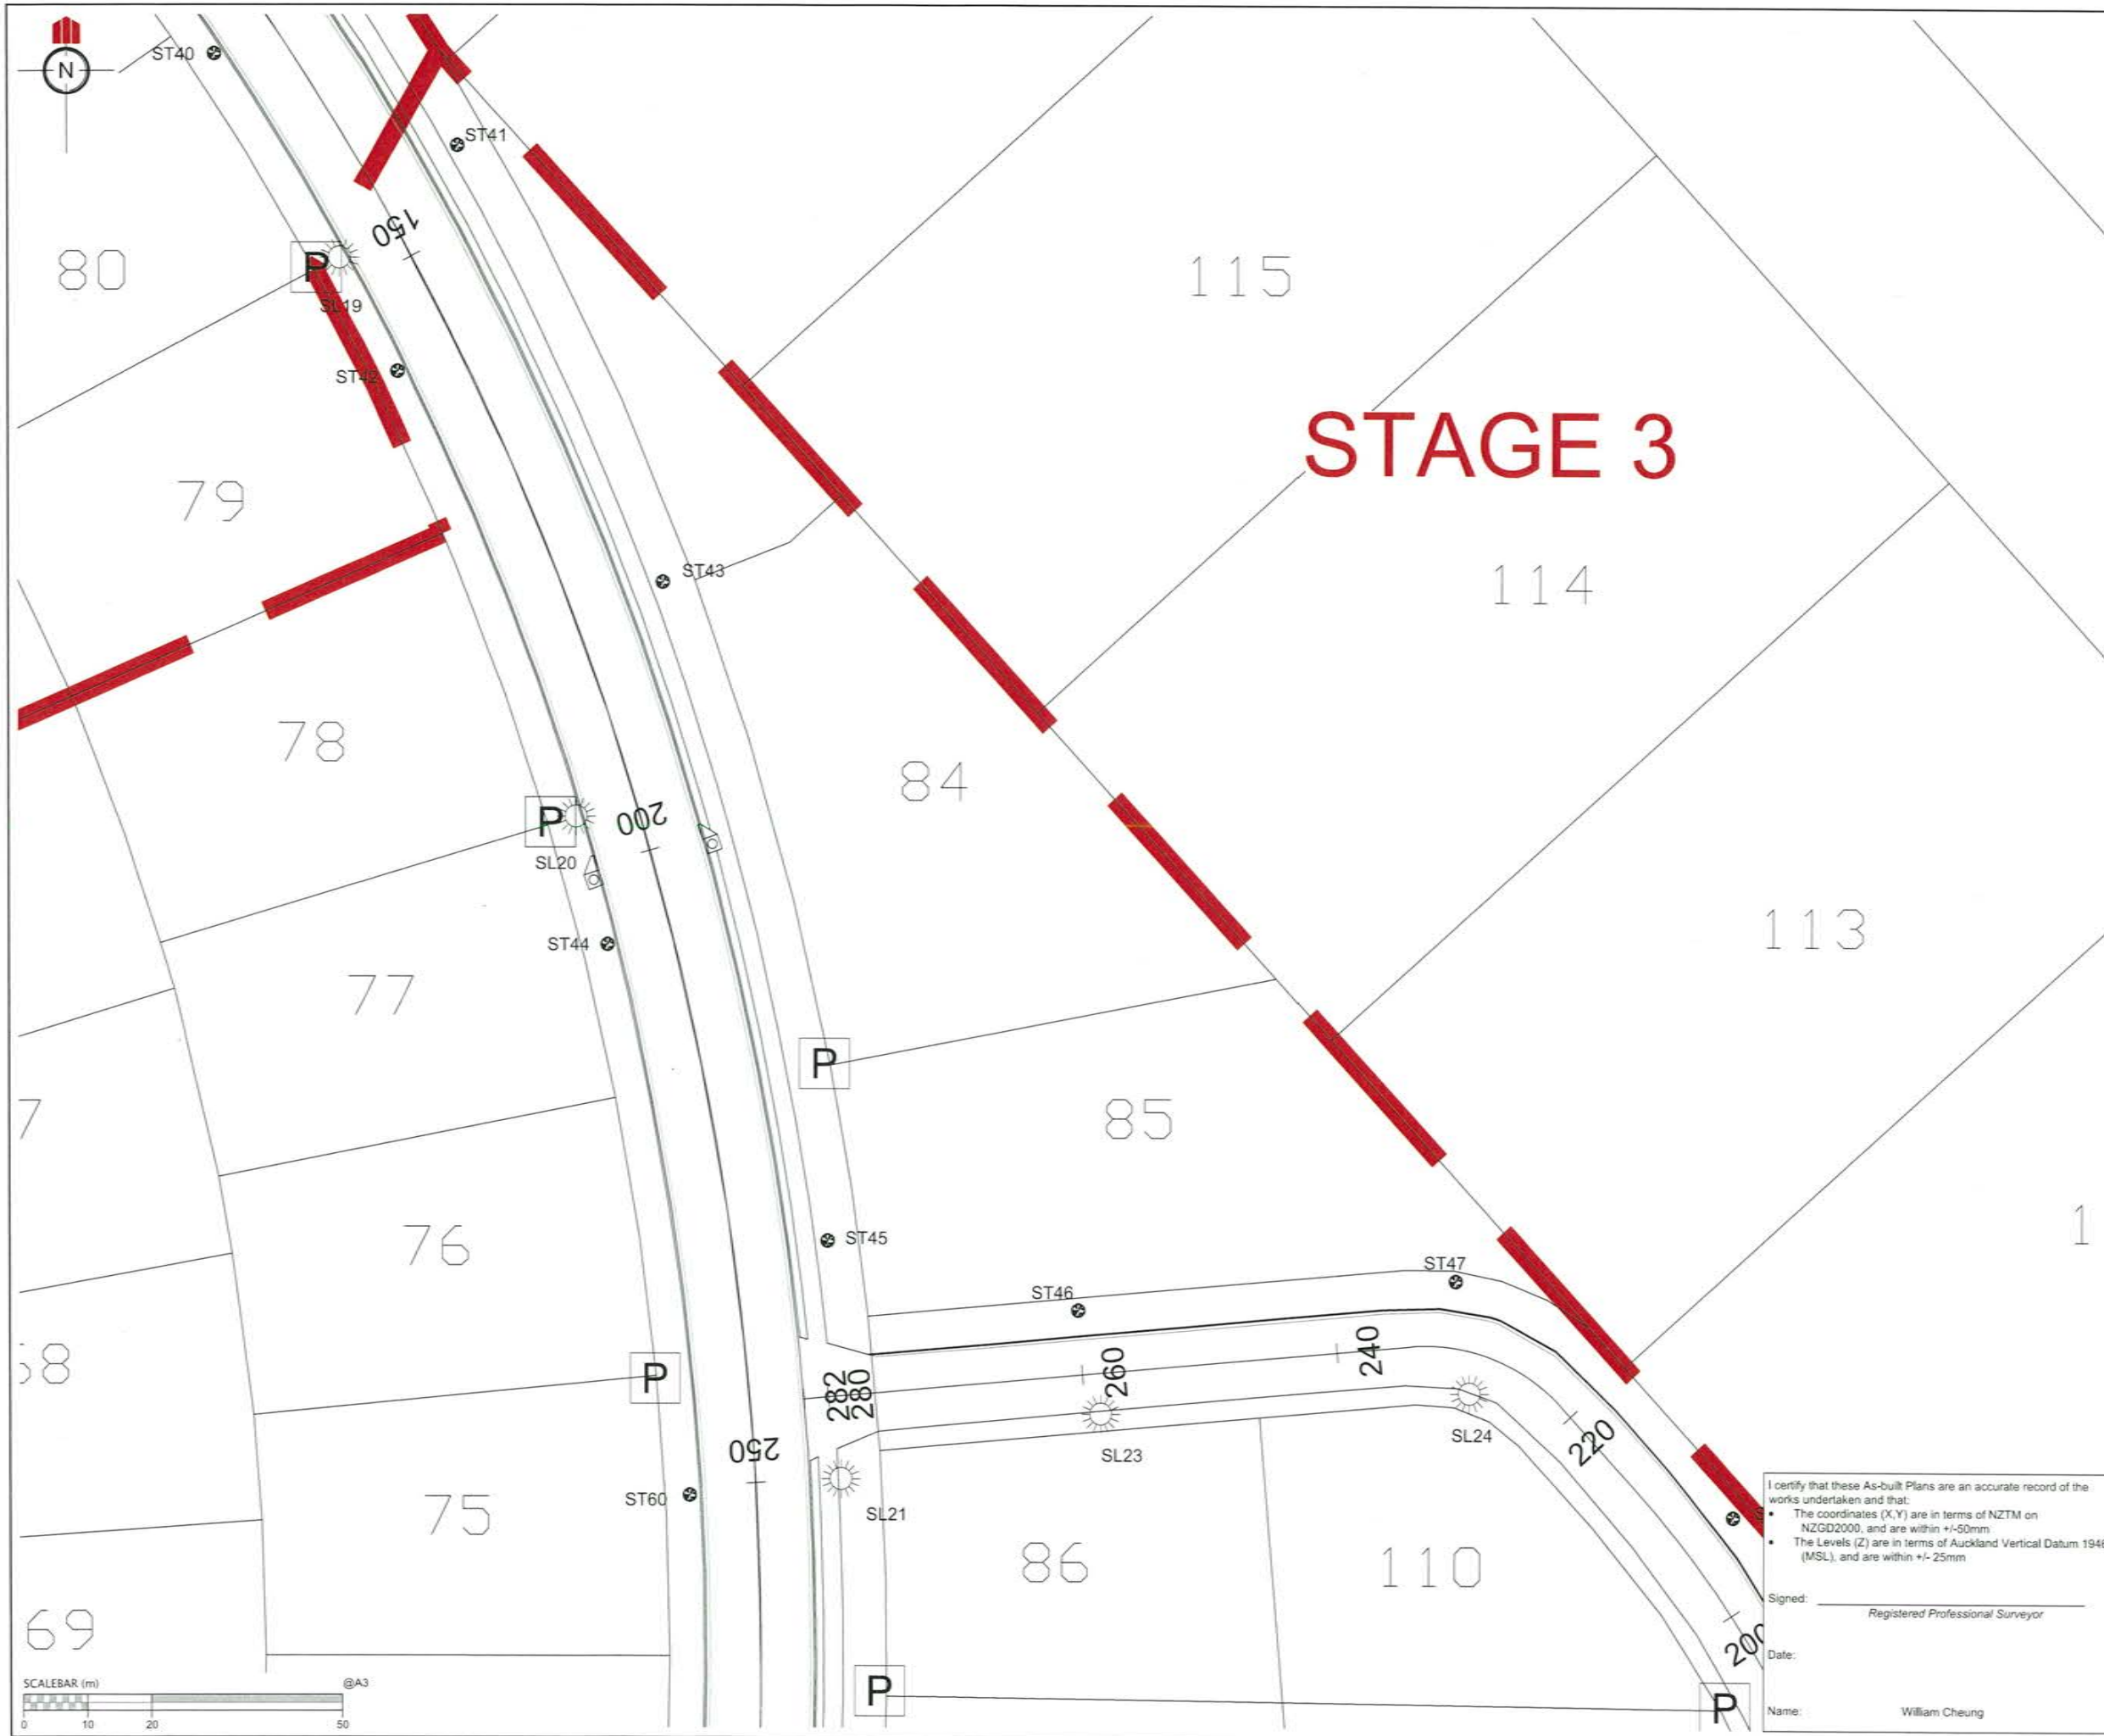 N
ST40
ST41
150
80
P
SL19
115
ST42
STAGE 3
79
ST43
114
78
84
P
200
SL20
113
ST44
77
P
85
7
1
76
ST45
ST47
ST46
68
P
282
280
260
240
220
SL24
SL23
250
ST60
SL21
75
86
110
69
P
P
200
I certify that these As-built Plans are an accurate record of the
works undertaken and that:
• The coordinates (X,Y) are in terms of NZTM on
NZGD2000, and are within +/-50mm
• The Levels (Z) are in terms of Auckland Vertical Datum 1946
(MSL), and are within +/- 25mm
Signed:
Registered Professional Surveyor
Date:
Name: William Cheung
SCALEBAR (m) @A3
0 10 20 50